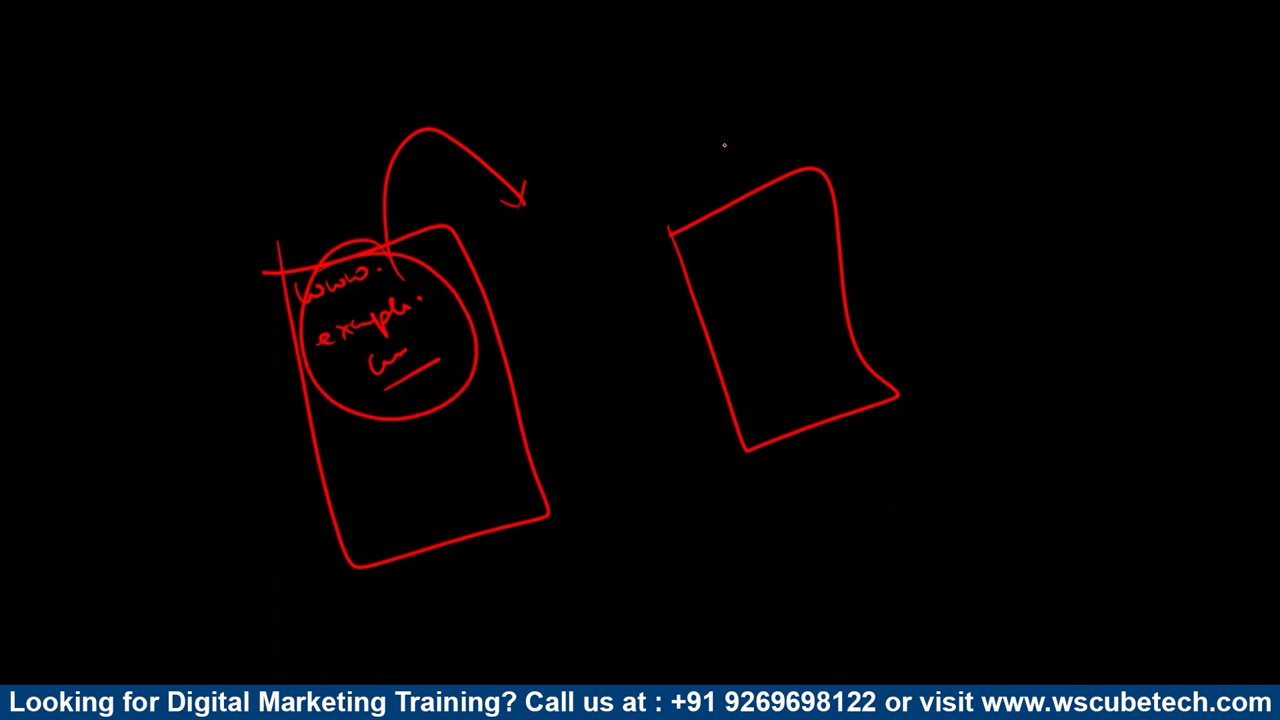 www.
example.
com
Looking for Digital Marketing Training? Call us at : +91 9269698122 or visit www.wscubetech.com